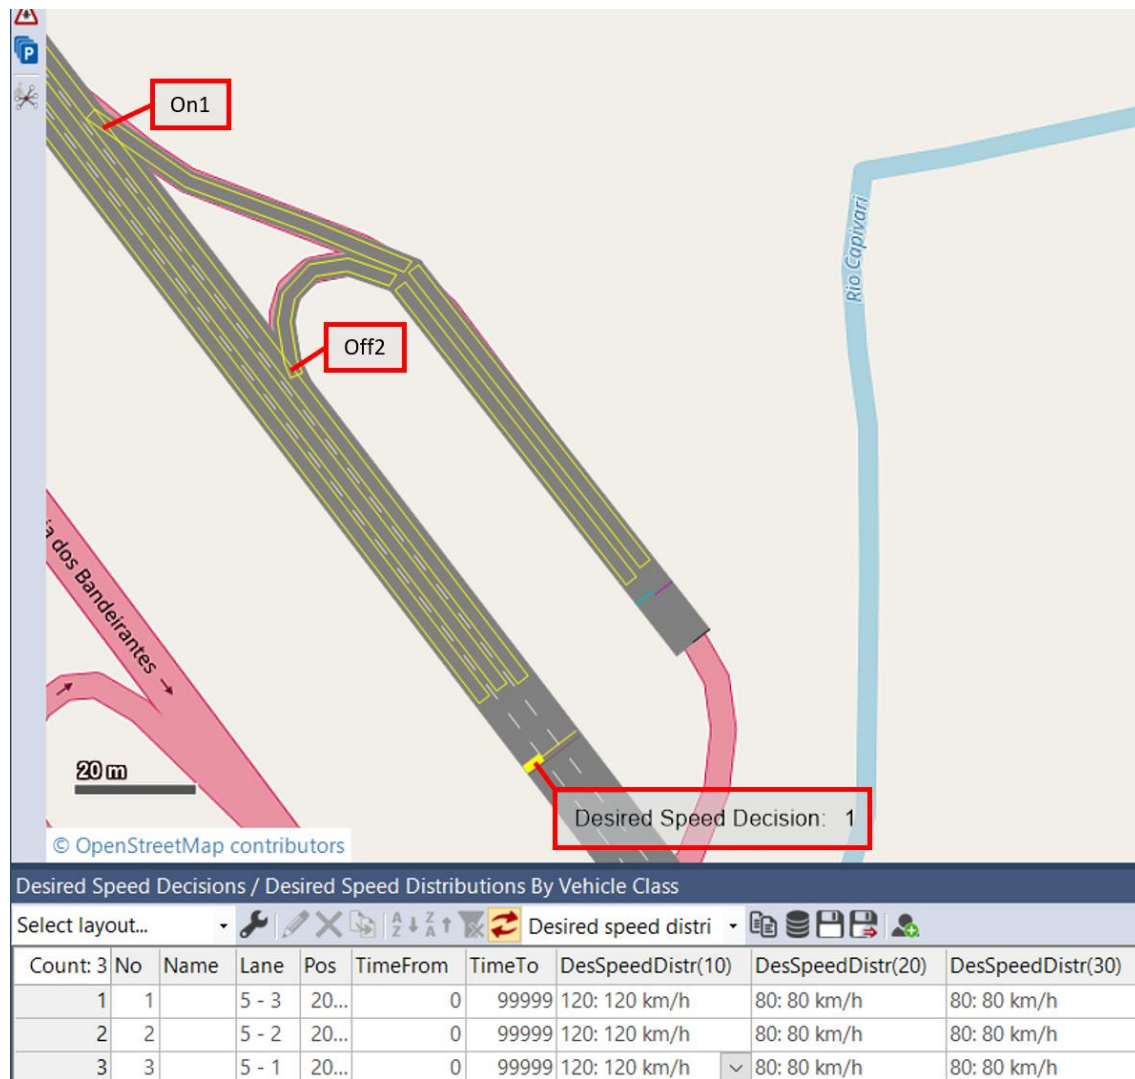 P
On1
Rio Capivari
Off2
ía dos Bandeirantes →
20 m
Desired Speed Decision: 1
© OpenStreetMap contributors
Desired Speed Decisions / Desired Speed Distributions By Vehicle Class
Select layout... Desired speed distri
Count: 3 No Name Lane Pos TimeFrom TimeTo DesSpeedDistr(10) DesSpeedDistr(20) DesSpeedDistr(30)
1 1 5 - 3 20... 0 99999 120: 120 km/h 80: 80 km/h 80: 80 km/h
2 2 5 - 2 20... 0 99999 120: 120 km/h 80: 80 km/h 80: 80 km/h
3 3 5 - 1 20... 0 99999 120: 120 km/h 80: 80 km/h 80: 80 km/h